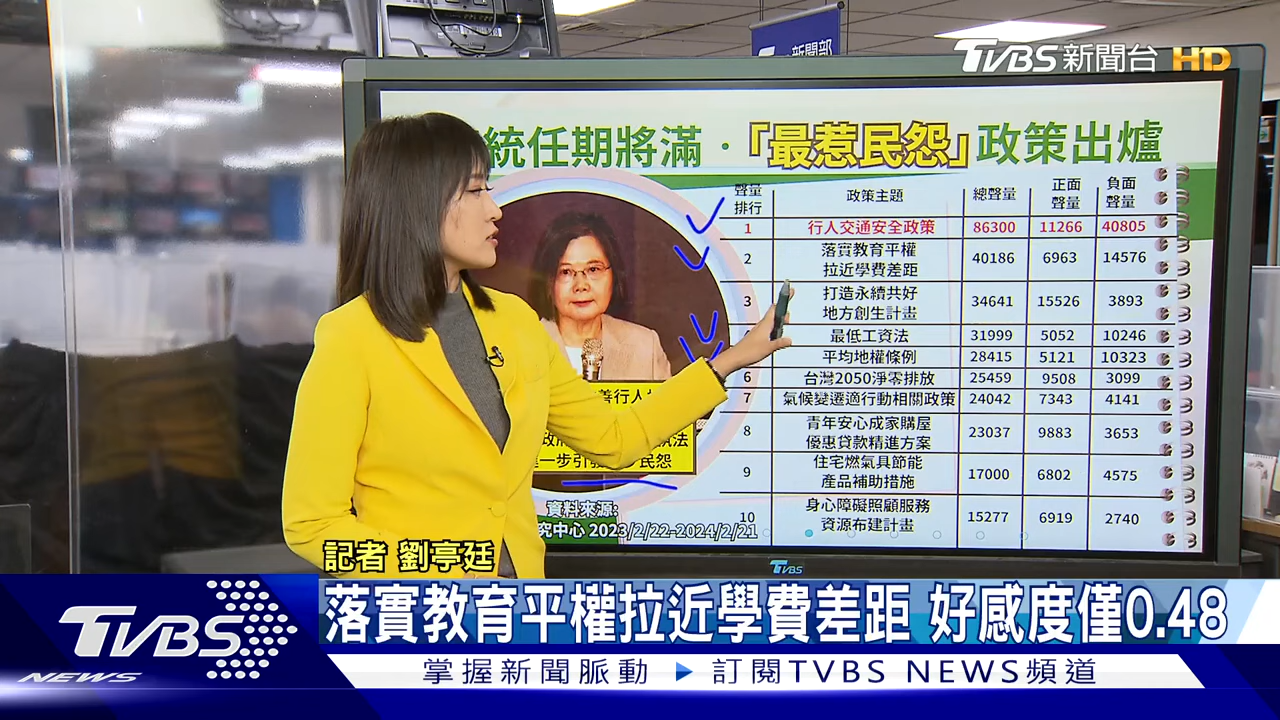 新聞部
TVBS新聞台 HD
統任期將滿．「最惹民怨」政策出爐
聲量排行 政策主題 總聲量 正面聲量 負面聲量
1 行人交通安全政策 86300 11266 40805
2 落實教育平權 拉近學費差距 40186 6963 14576
3 打造永續共好 地方創生計畫 34641 15526 3893
最低工資法 31999 5052 10246
平均地權條例 28415 5121 10323
6 台灣2050淨零排放 25459 9508 3099
7 氣候變遷適行動相關政策 24042 7343 4141
8 青年安心成家購屋 優惠貸款精進方案 23037 9883 3653
9 住宅燃氣具節能 產品補助措施 17000 6802 4575
10 身心障礙照顧服務 資源布建計畫 15277 6919 2740
善行人
政府
法
一步引
民怨
資料來源:
究中心 2023/2/22-2024/2/21
TVBS
記者 劉亭廷
落實教育平權拉近學費差距 好感度僅0.48
TVBS NEWS
掌握新聞脈動 ▶ 訂閱TVBS NEWS頻道